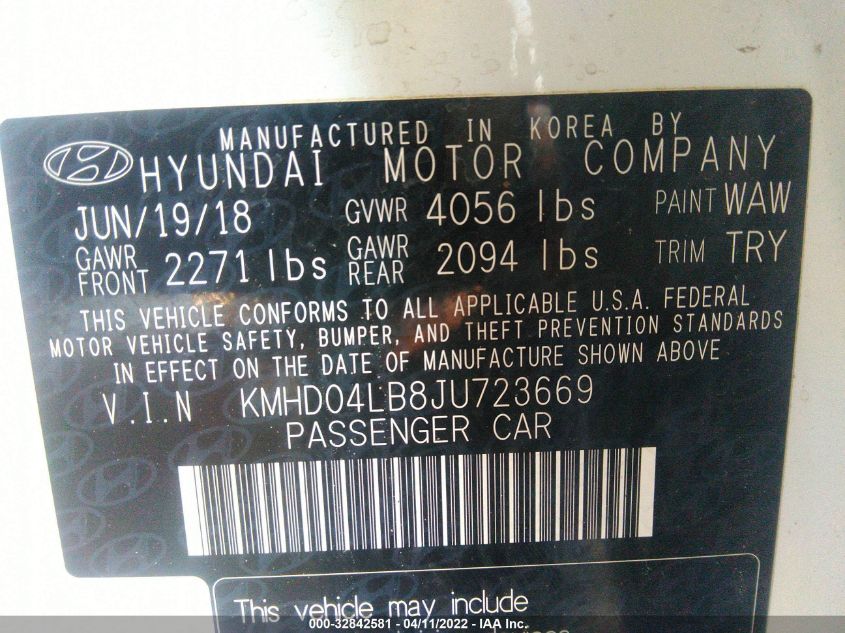 MANUFACTURED IN KOREA BY
HYUNDAI MOTOR COMPANY
JUN/19/18 GVWR 4056 lbs PAINT WAW
GAWR FRONT 2271 lbs GAWR REAR 2094 lbs TRIM TRY
THIS VEHICLE CONFORMS TO ALL APPLICABLE U.S.A. FEDERAL
MOTOR VEHICLE SAFETY, BUMPER, AND THEFT PREVENTION STANDARDS
IN EFFECT ON THE DATE OF MANUFACTURE SHOWN ABOVE
V.I.N KMHD04LB8JU723669
PASSENGER CAR
This vehicle may include
000-32842581 - 04/11/2022 - IAA Inc.